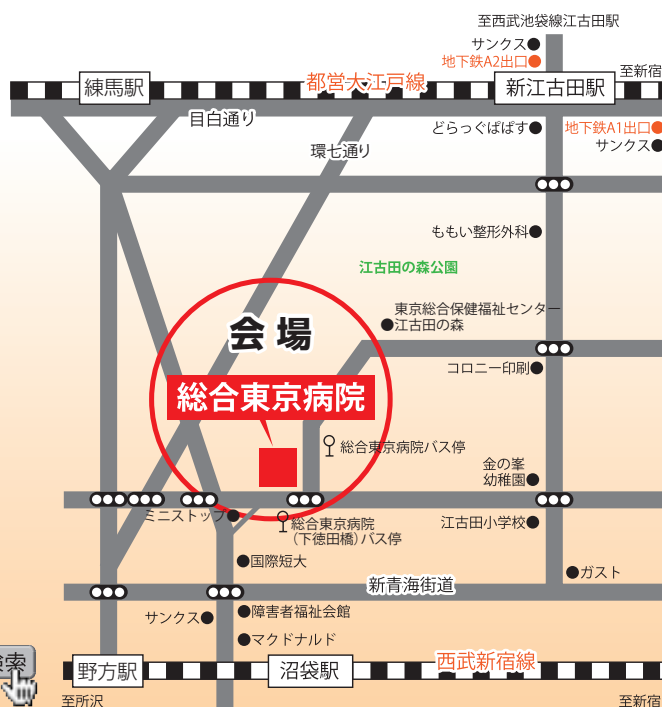 至西武池袋線江古田駅
サンクス
地下鉄A2出口
都営大江戸線
至新宿
練馬駅
新江古田駅
目白通り
どらっぐぱぱす
地下鉄A1出口
サンクス
環七通り
ももい整形外科
江古田の森公園
東京総合保健福祉センター
江古田の森
会場
コロニー印刷
総合東京病院
総合東京病院バス停
金の峯
幼稚園
ミニストップ
総合東京病院
(下徳田橋)バス停
江古田小学校
国際短大
ガスト
新青海街道
サンクス
障害者福祉会館
マクドナルド
検索
野方駅
沼袋駅
西武新宿線
至所沢
至新宿